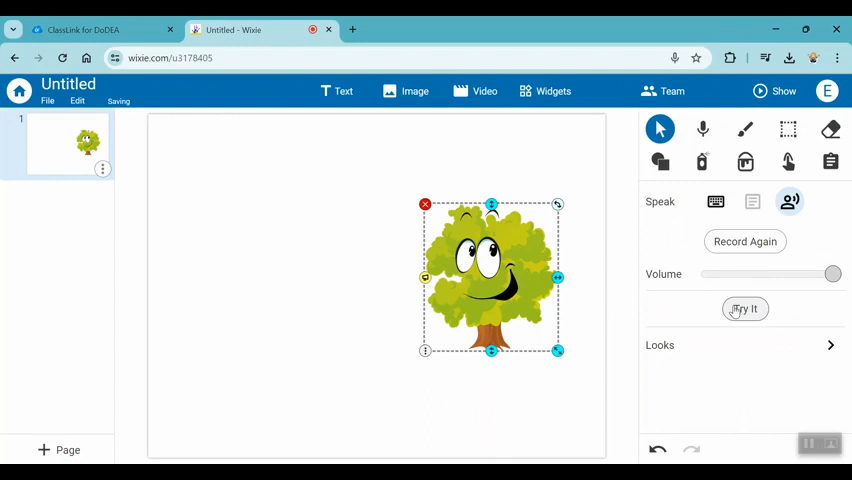 ClassLink for DoDEA
Untitled - Wixie
wixie.com/u3178405
Untitled
File Edit Saving
Text Image Video Widgets Team Show E
1
Speak
Record Again
Volume
Try It
Looks
Page